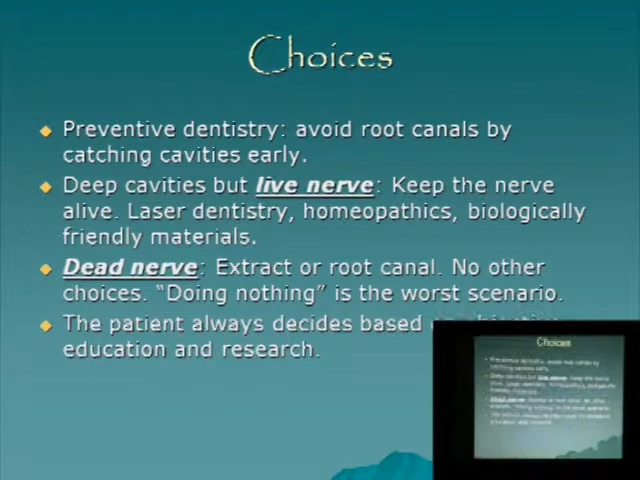 Choices
Preventive dentistry: avoid root canals by
catching cavities early.
Deep cavities but live nerve: Keep the nerve
alive. Laser dentistry, homeopathics, biologically
friendly materials.
Dead nerve: Extract or root canal. No other
choices. “Doing nothing” is the worst scenario.
The patient always decides based
education and research.
Choices